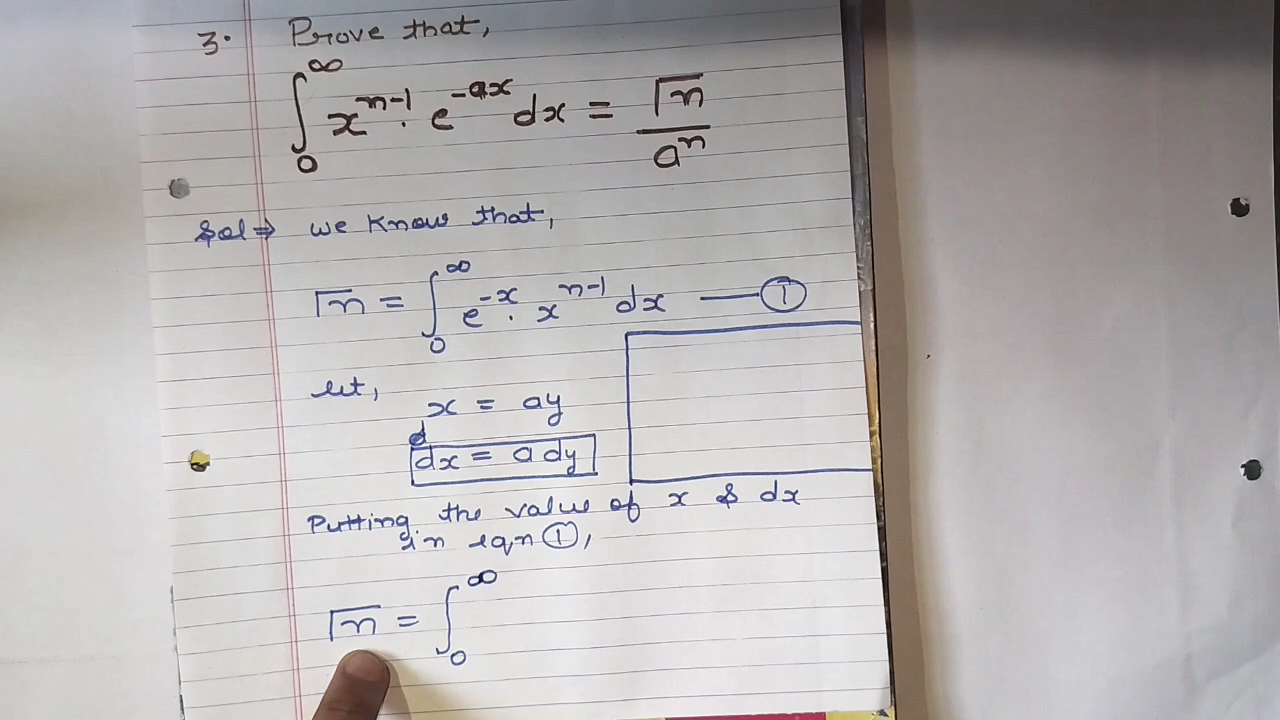 3. Prove that,
∫₀^∞ x^{n-1} . e^{-ax} dx = Γn / a^n
Sol ⇒ we know that,
Γn = ∫₀^∞ e^{-x} . x^{n-1} dx — ①
let,
x = ay
d
dx = a dy
Putting the value of x & dx
in eqn ①,
Γn = ∫₀^∞